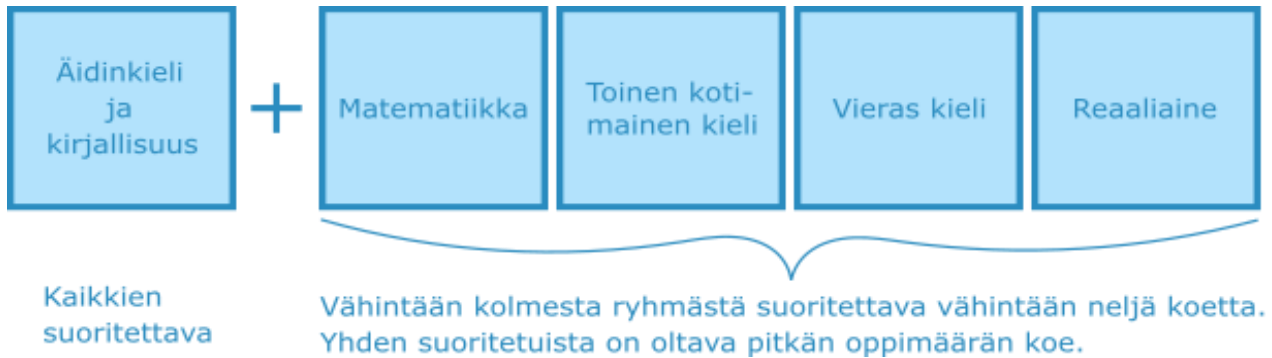 Äidinkieli
ja
kirjallisuus
+
Matematiikka
Toinen koti-
mainen kieli
Vieras kieli
Reaaliaine
Kaikkien
suoritettava
Vähintään kolmesta ryhmästä suoritettava vähintään neljä koetta.
Yhden suoritetuista on oltava pitkän oppimäärän koe.